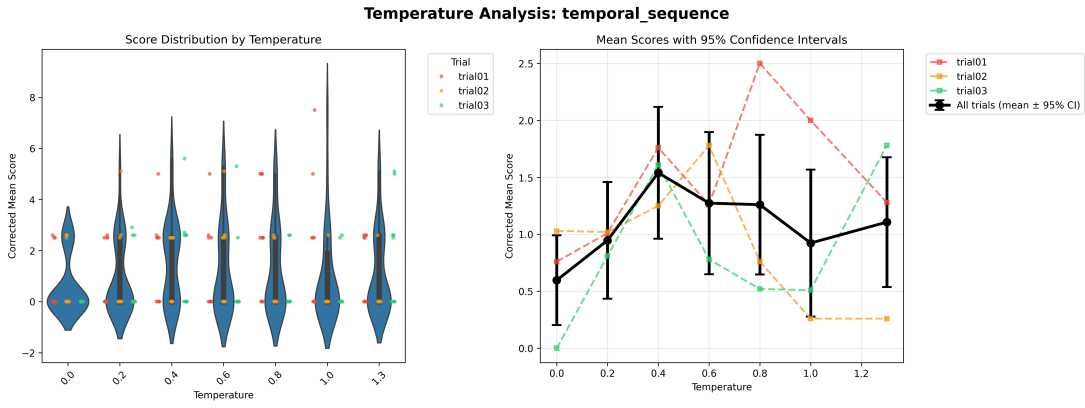 Temperature Analysis: temporal_sequence
Score Distribution by Temperature
Corrected Mean Score
8
6
4
2
0
−2
0.0
0.2
0.4
0.6
0.8
1.0
1.3
Temperature
Trial
trial01
trial02
trial03
Mean Scores with 95% Confidence Intervals
Corrected Mean Score
2.5
2.0
1.5
1.0
0.5
0.0
0.0
0.2
0.4
0.6
0.8
1.0
1.2
Temperature
trial01
trial02
trial03
All trials (mean ± 95% CI)